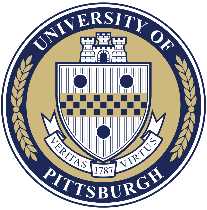 UNIVERSITY OF
VERITAS 1787 VIRTUS
PITTSBURGH